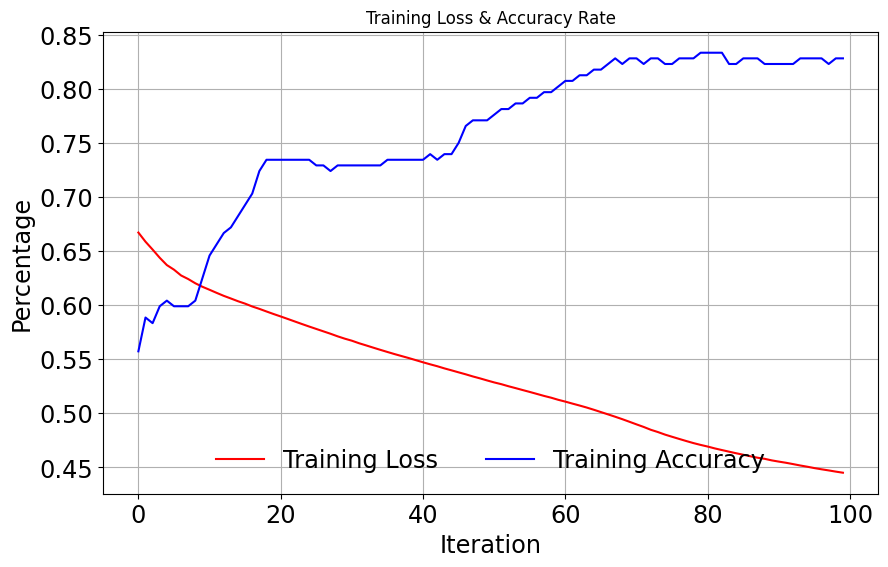 Training Loss & Accuracy Rate
0.85
0.80
0.75
0.70
0.65
0.60
0.55
0.50
0.45
Percentage
Training Loss Training Accuracy
0 20 40 60 80 100
Iteration